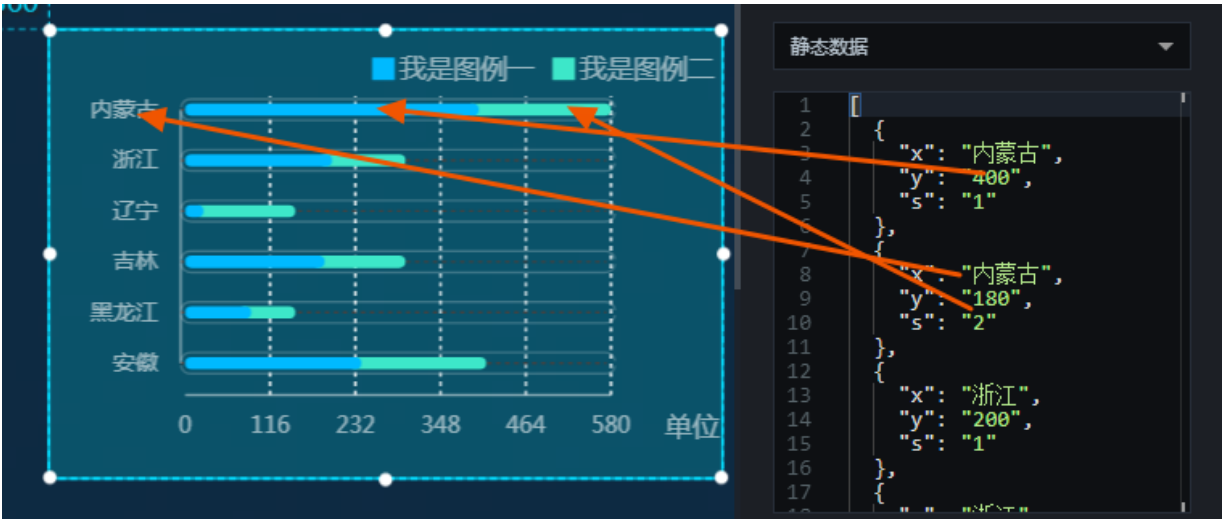 我是图例一 我是图例二
内蒙古
浙江
辽宁
吉林
黑龙江
安徽
0 116 232 348 464 580 单位
静态数据
1 [
2 {
3 "x": "内蒙古",
4 "y": "400",
5 "s": "1"
6 },
7 {
8 "x": "内蒙古",
9 "y": "180",
10 "s": "2"
11 },
12 {
13 "x": "浙江",
14 "y": "200",
15 "s": "1"
16 },
17 {